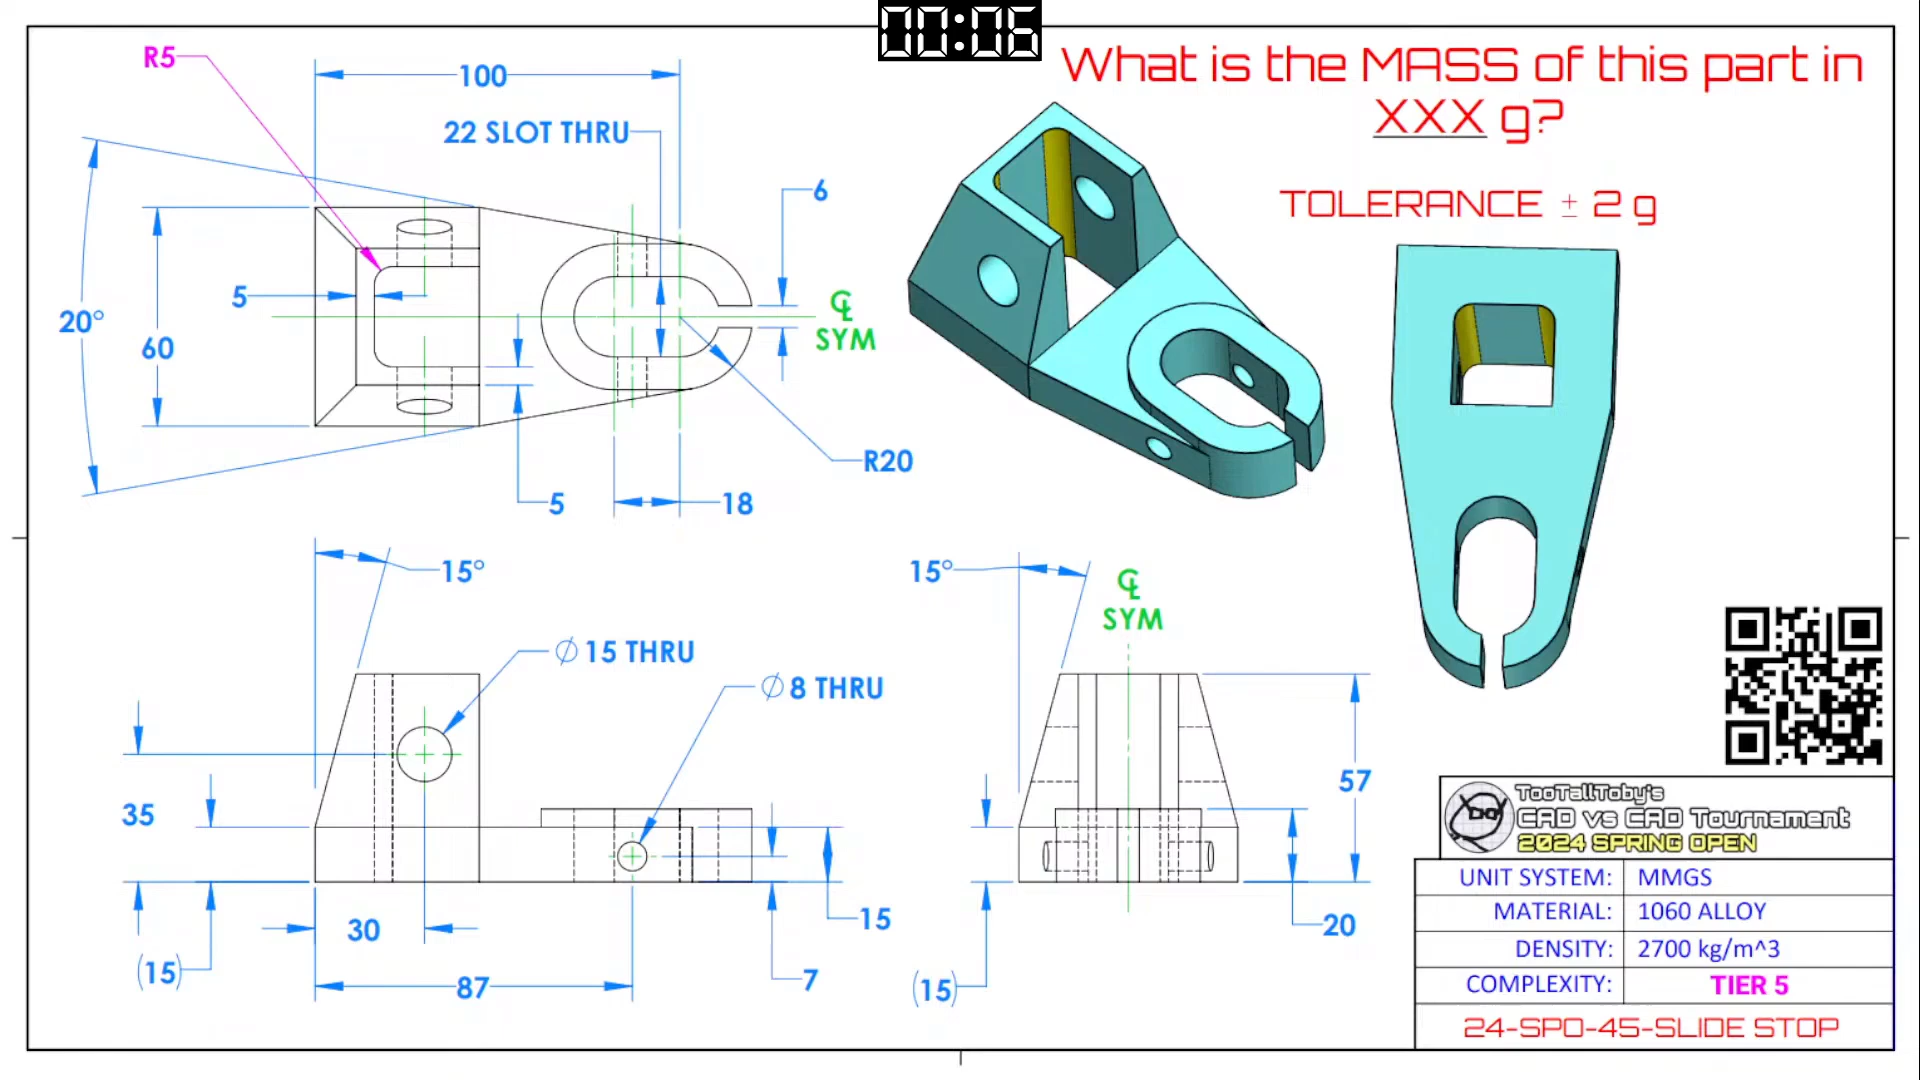 00:06
What is the MASS of this part in
XXX g?
TOLERANCE ± 2 g
R5
100
22 SLOT THRU
6
5
20°
60
℄
SYM
R20
5
18
15°
∅ 15 THRU
∅ 8 THRU
35
30
(15)
87
15
7
15°
℄
SYM
57
20
(15)
TooTallToby's
CAD vs CAD Tournament
2024 SPRING OPEN
UNIT SYSTEM: MMGS
MATERIAL: 1060 ALLOY
DENSITY: 2700 kg/m^3
COMPLEXITY: TIER 5
24-SPO-45-SLIDE STOP